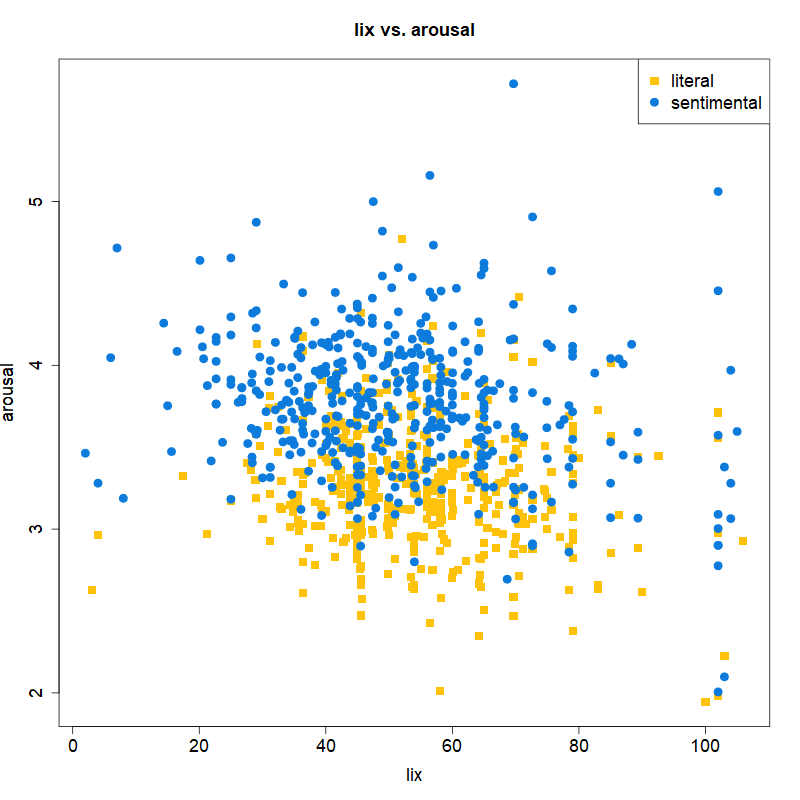 lix vs. arousal
literal
sentimental
arousal
5
4
3
2
0 20 40 60 80 100
lix